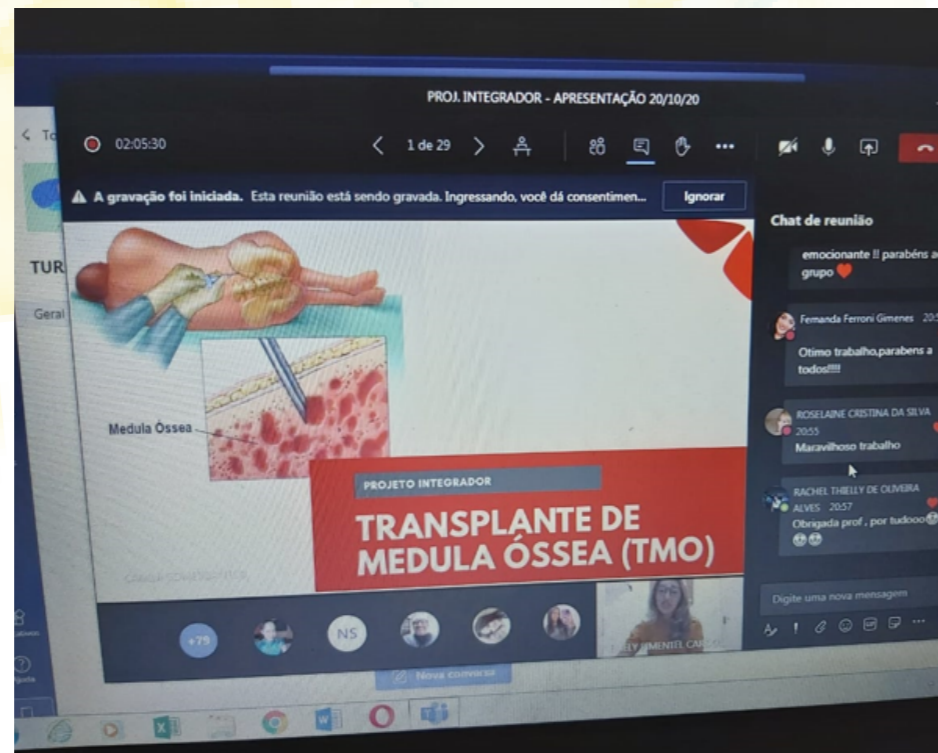 PROJ. INTEGRADOR - APRESENTAÇÃO 20/10/20
02:05:30
1 de 29
A gravação foi iniciada. Esta reunião está sendo gravada. Ingressando, você dá consentimen...
Ignorar
TUR
Geral
Medula Óssea
PROJETO INTEGRADOR
TRANSPLANTE DE
MEDULA ÓSSEA (TMO)
+79
NS
Nova conversa
Chat de reunião
emocionante !! parabéns ao
grupo
Fernanda Ferroni Gimenes
Otimo trabalho,parabens a
todos!!!!
ROSELAINE CRISTINA DA SILVA
20:55
Maravilhoso trabalho
RACHEL THIELLY DE OLIVEIRA
ALVES 20:57
Obrigada prof , por tudooo
Digite uma nova mensagem